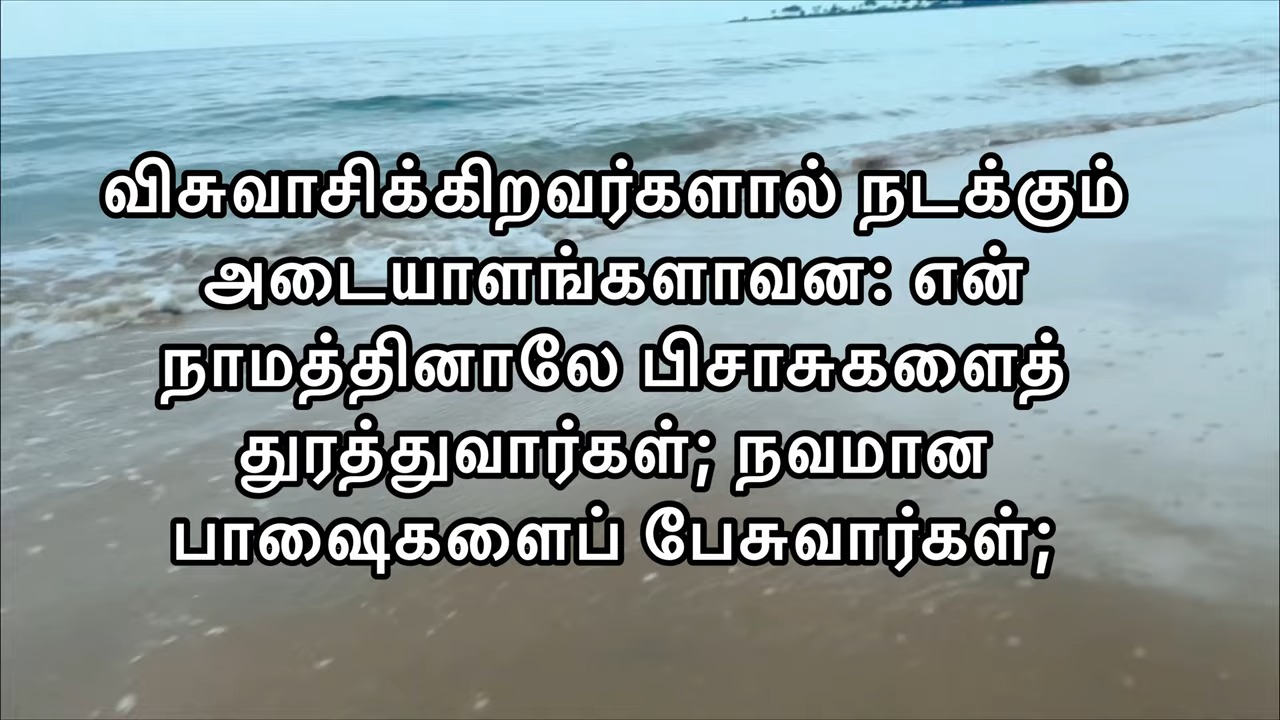 விசுவாசிக்கிறவர்களால் நடக்கும்
அடையாளங்களாவன: என்
நாமத்தினாலே பிசாசுகளைத்
துரத்துவார்கள்; நவமான
பாஷைகளைப் பேசுவார்கள்;